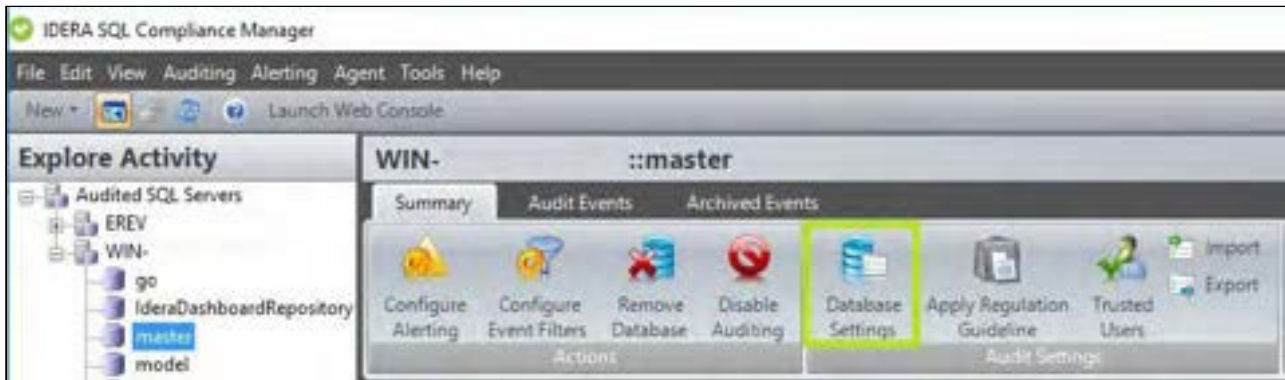 IDERA SQL Compliance Manager
File Edit View Auditing Alerting Agent Tools Help
New Launch Web Console
Explore Activity
WIN- ::master
Audited SQL Servers
EREV
WIN-
go
IderaDashboardRepository
master
model
Summary Audit Events Archived Events
Configure Alerting
Configure Event Filters
Remove Database
Disable Auditing
Database Settings
Apply Regulation Guideline
Trusted Users
Import
Export
Actions
Audit Settings